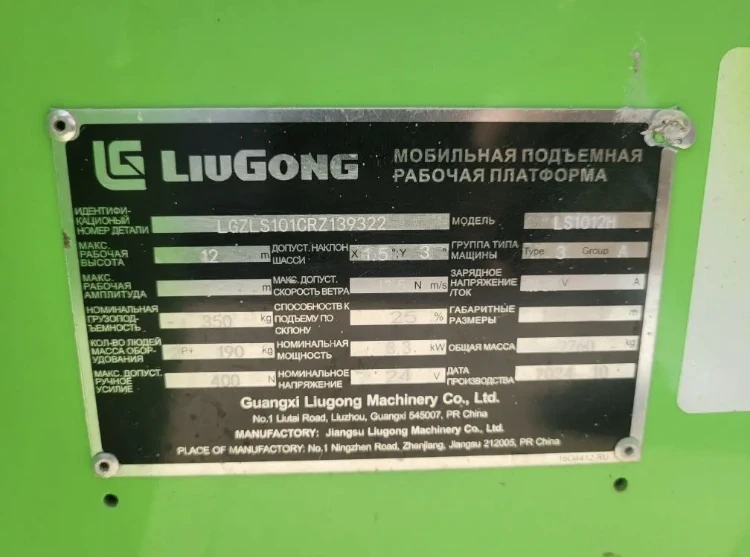 LG LIUGONG
МОБИЛЬНАЯ ПОДЪЕМНАЯ
РАБОЧАЯ ПЛАТФОРМА
ИДЕНТИФИ-
КАЦИОНЫЙ
НОМЕР ДЕТАЛИ
LGZLS101CRZ139322
МОДЕЛЬ
LS1012H
МАКС.
РАБОЧАЯ
ВЫСОТА
12 m
ДОПУСТ. НАКЛОН
ШАССИ
X 1.5 °; Y 3 °
ГРУППА ТИПА
МАЩИНЫ
Type 3 Group A
МАКС.
РАБОЧАЯ
АМПЛИТУДА
m
МАКС. ДОПУСТ.
СКОРОСТЬ ВЕТРА
N m/s
ЗАРЯДНОЕ
НАПРЯЖЕНИЕ
/ТОК
V A
НОМИНАЛЬНАЯ
ГРУЗОПОД-
ЪЕМНОСТЬ
350 kg
СПОСОБНОСТЬ К
ПОДЪЕМУ ПО
СКЛОНУ
25 %
ГАБАРИТНЫЕ
РАЗМЕРЫ
КОЛ-ВО ЛЮДЕЙ
МАССА ОБОР-
УДОВАНИЯ
P+ 190 kg
НОМИНАЛЬНАЯ
МОЩНОСТЬ
3.3 kW
ОБЩАЯ МАССА
2760 kg
МАКС. ДОПУСТ.
РУЧНОЕ
УСИЛИЕ
400 N
НОМИНАЛЬНОЕ
НАПРЯЖЕНИЕ
24 V
ДАТА
ПРОИЗВОДСТВА
2024 10
Guangxi Liugong Machinery Co., Ltd.
No.1 Liutai Road, Liuzhou, Guangxi 545007, PR China
MANUFACTORY: Jiangsu Liugong Machinery Co., Ltd.
PLACE OF MANUFACTORY: No,1 Ningzhen Road, Zhenjiang, Jiangsu 212005, PR China